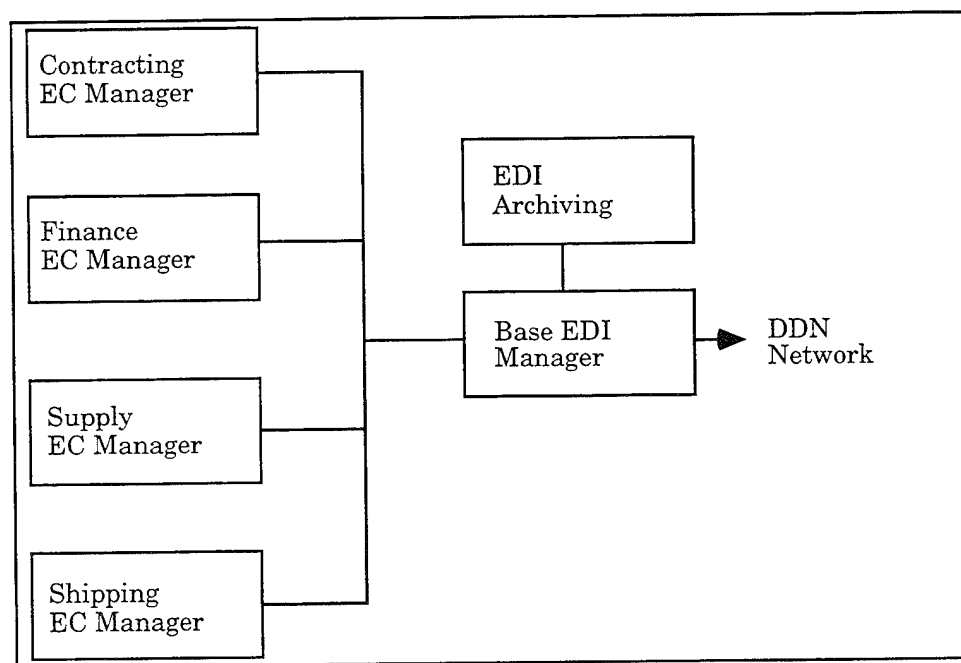 Contracting
EC Manager
Finance
EC Manager
Supply
EC Manager
Shipping
EC Manager
EDI
Archiving
Base EDI
Manager
DDN
Network